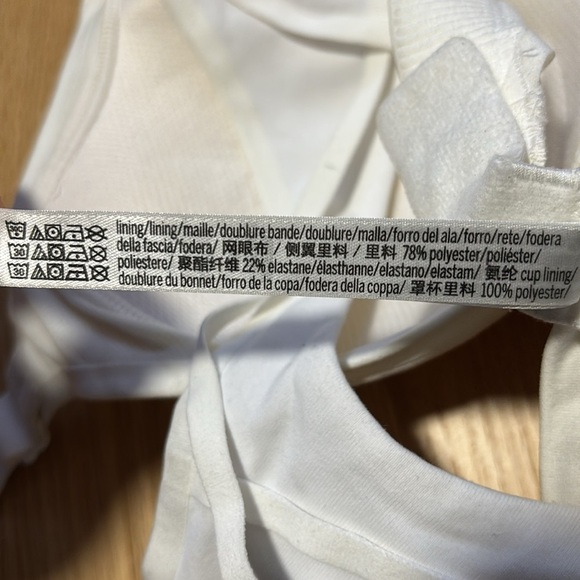 lining/lining/maille/doublure bande/doublure/malla/forro del ala/forro/rete/fodera
della fascia/fodera/ 网眼布 / 侧翼里料 / 里料 78% polyester/poliéster/
poliestere/ 聚酯纤维 22% elastane/élasthanne/elastano/elastam/ 氨纶 cup lining/
doublure du bonnet/forro de la copa/fodera della coppa/ 罩杯里料 100% polyester/
30
30